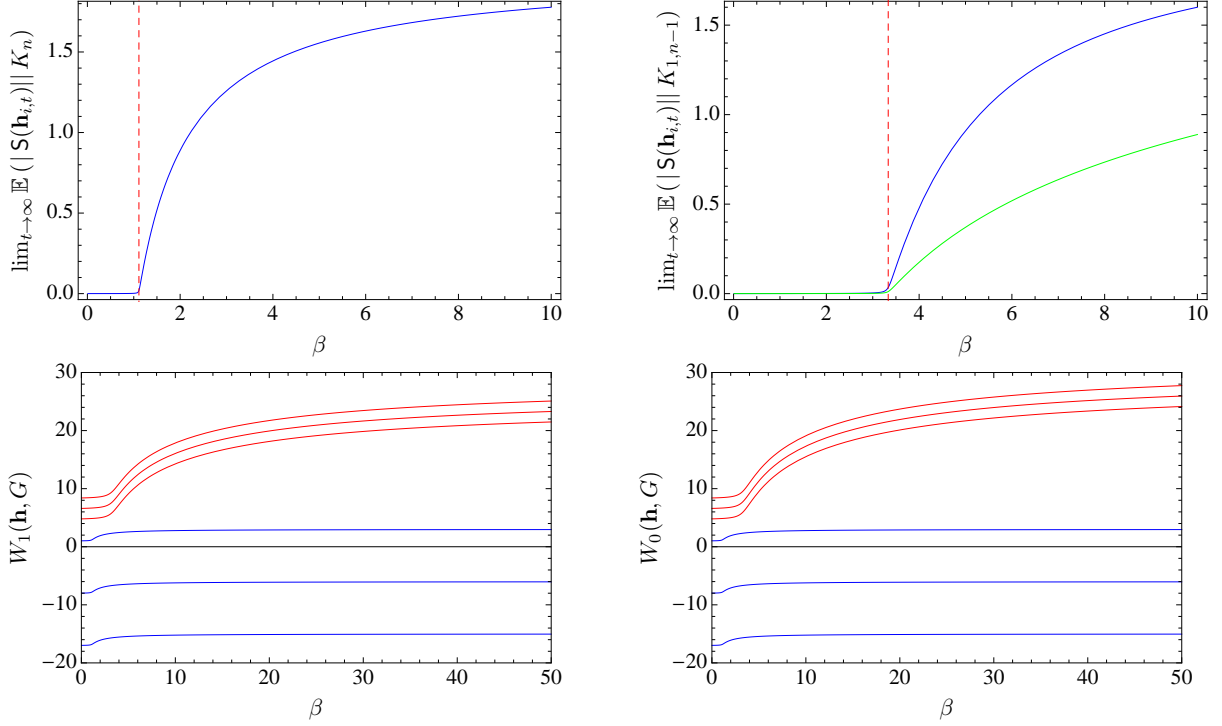 lim_{t→∞} 𝔼 (| S(𝐡_{i,t})|| K_n)
1.5
1.0
0.5
0.0
0 2 4 6 8 10
β
lim_{t→∞} 𝔼 (| S(𝐡_{i,t})|| K_{1,n−1})
1.5
1.0
0.5
0.0
0 2 4 6 8 10
β
W_1(𝐡, G)
30
20
10
0
−10
−20
0 10 20 30 40 50
β
W_0(𝐡, G)
30
20
10
0
−10
−20
0 10 20 30 40 50
β